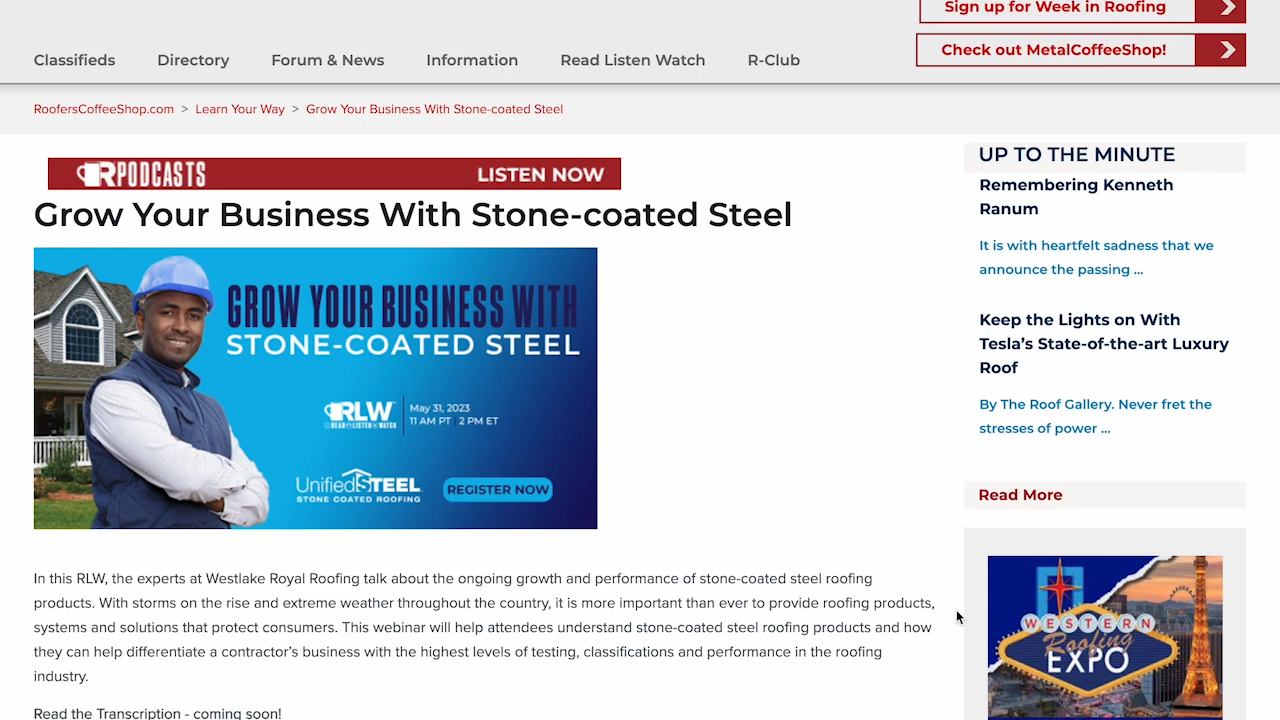 Sign up for Week in Roofing
Check out MetalCoffeeShop!
Classifieds Directory Forum & News Information Read Listen Watch R-Club
RoofersCoffeeShop.com > Learn Your Way > Grow Your Business With Stone-coated Steel
RPODCASTS LISTEN NOW
Grow Your Business With Stone-coated Steel
GROW YOUR BUSINESS WITH
STONE-COATED STEEL
RLW
READ LISTEN WATCH
May 31, 2023
11 AM PT | 2 PM ET
UnifiedSTEEL
STONE COATED ROOFING
REGISTER NOW
In this RLW, the experts at Westlake Royal Roofing talk about the ongoing growth and performance of stone-coated steel roofing
products. With storms on the rise and extreme weather throughout the country, it is more important than ever to provide roofing products,
systems and solutions that protect consumers. This webinar will help attendees understand stone-coated steel roofing products and how
they can help differentiate a contractor's business with the highest levels of testing, classifications and performance in the roofing
industry.
Read the Transcription - coming soon!
UP TO THE MINUTE
Remembering Kenneth
Ranum
It is with heartfelt sadness that we
announce the passing ...
Keep the Lights on With
Tesla's State-of-the-art Luxury
Roof
By The Roof Gallery. Never fret the
stresses of power ...
Read More
WESTERN
Roofing
EXPO